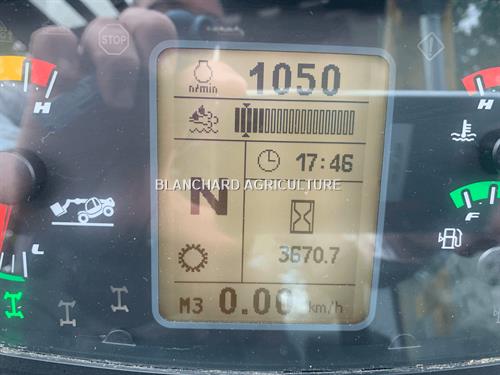 STOP
1050
n/min
H
H
17:46
BLANCHARD AGRICULTURE
N
3670.7
F
L
M3 0.00 km/h